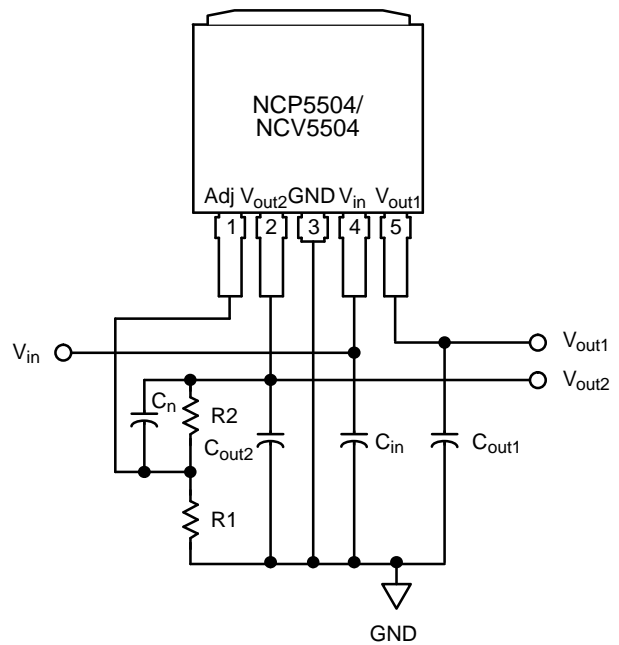 NCP5504/
NCV5504
Adj Vout2 GND Vin Vout1
1 2 3 4 5
Vin
Vout1
Vout2
Cn
R2
Cout2
Cin
Cout1
R1
GND